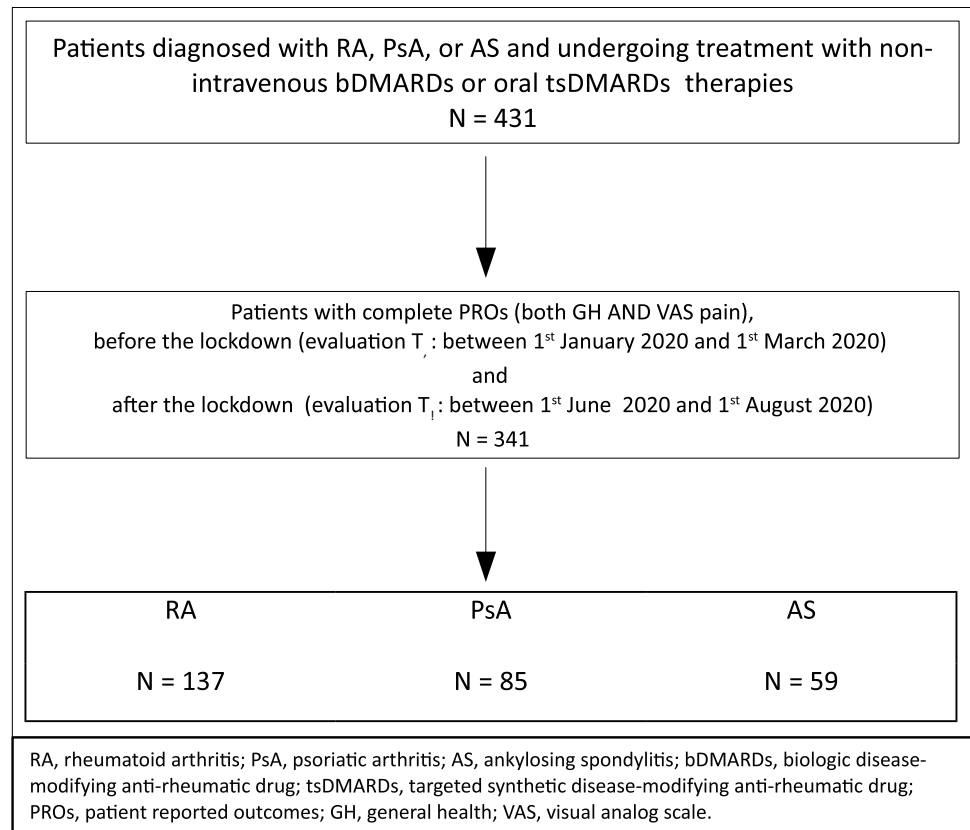 Patients diagnosed with RA, PsA, or AS and undergoing treatment with non-
intravenous bDMARDs or oral tsDMARDs therapies
N = 431
Patients with complete PROs (both GH AND VAS pain),
before the lockdown (evaluation T, : between 1st January 2020 and 1st March 2020)
and
after the lockdown (evaluation T! : between 1st June 2020 and 1st August 2020)
N = 341
RA PsA AS
N = 137 N = 85 N = 59
RA, rheumatoid arthritis; PsA, psoriatic arthritis; AS, ankylosing spondylitis; bDMARDs, biologic disease-
modifying anti-rheumatic drug; tsDMARDs, targeted synthetic disease-modifying anti-rheumatic drug;
PROs, patient reported outcomes; GH, general health; VAS, visual analog scale.